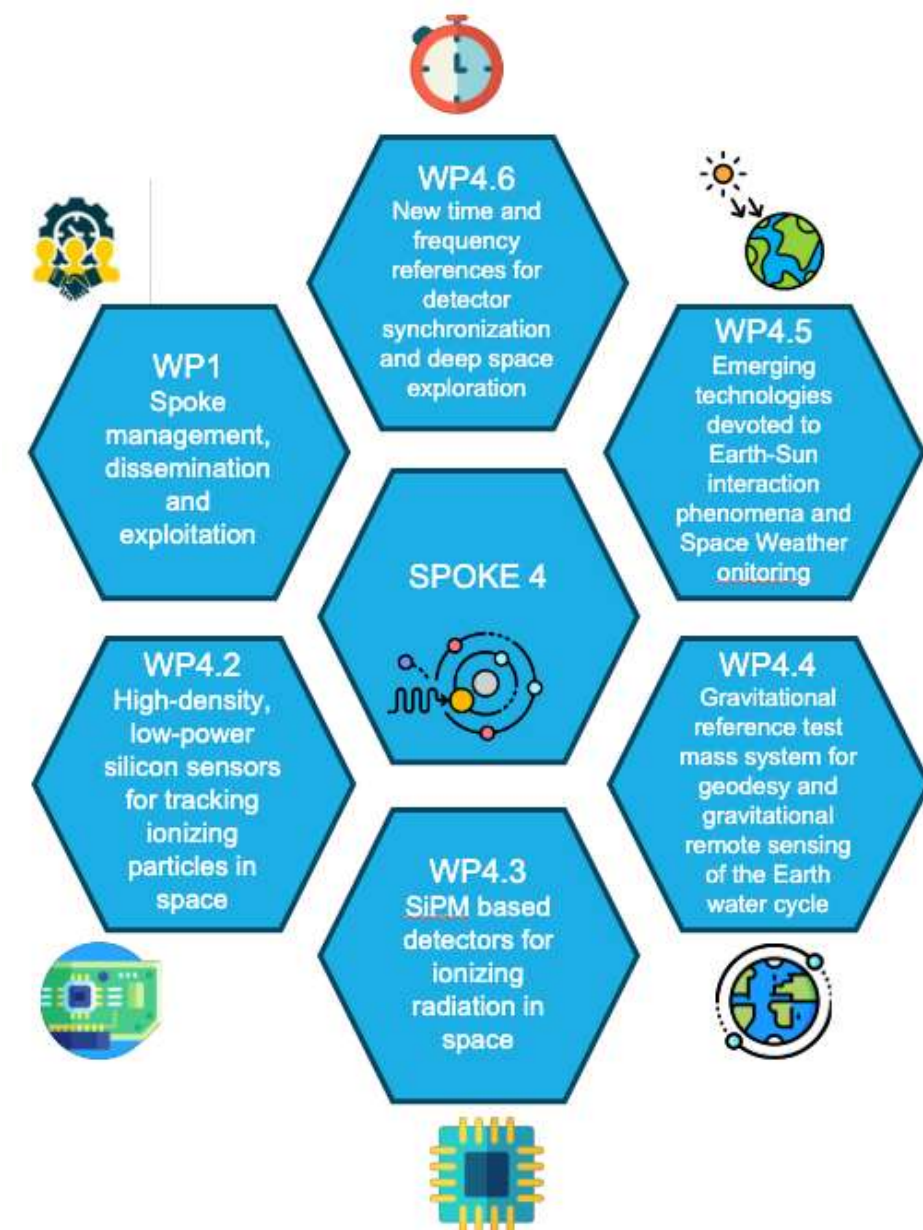 WP4.6
New time and
frequency
references for
detector
synchronization
and deep space
exploration
WP1
Spoke
management,
dissemination
and
exploitation
WP4.5
Emerging
technologies
devoted to
Earth-Sun
interaction
phenomena and
Space Weather
onitoring
SPOKE 4
WP4.2
High-density,
low-power
silicon sensors
for tracking
ionizing
particles in
space
WP4.4
Gravitational
reference test
mass system for
geodesy and
gravitational
remote sensing
of the Earth
water cycle
WP4.3
SiPM based
detectors for
ionizing
radiation in
space